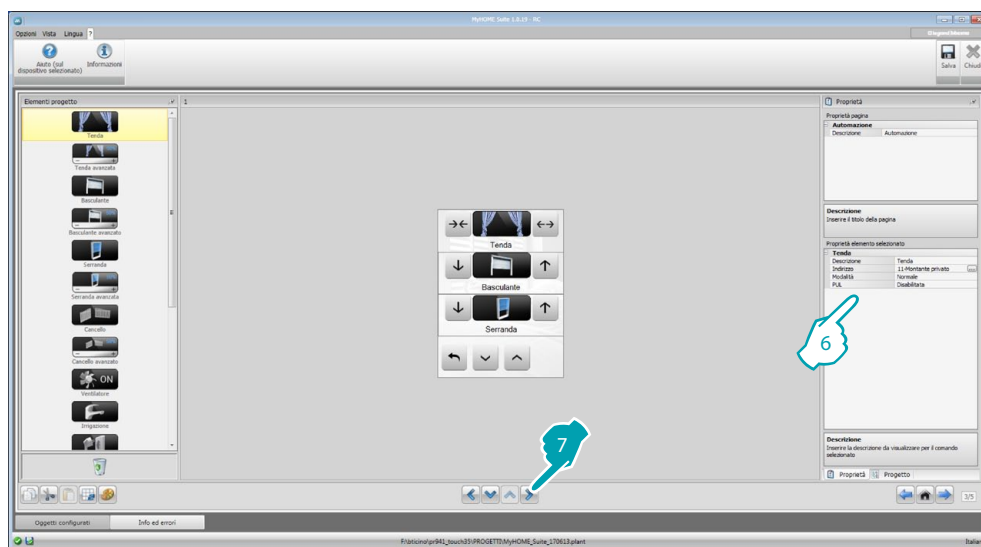 MyHOME Suite 1.0.19 - RC
Opzioni Vista Lingua ?
Aiuto (sul dispositivo selezionato)
Informazioni
Salva
Chiudi
Elementi progetto
Tenda
Tenda avanzata
Basculante
Basculante avanzato
Serranda
Serranda avanzata
Cancello
Cancello avanzato
ON
Ventilatore
Irrigazione
1
Tenda
Basculante
Serranda
7
Proprietà
Proprietà pagina
Automazione
Descrizione Automazione
Descrizione
Inserire il titolo della pagina
Proprietà elemento selezionato
Tenda
Descrizione Tenda
Indirizzo 11-Montante privato
Modalità Normale
PUL Disabilitata
6
Descrizione
Inserire la descrizione da visualizzare per il comando
selezionato
Proprietà Progetto
3/5
Oggetti configurati Info ed errori
F:\bticino\pr941_touch35\PROGETTI\MyHOME_Suite_170613.plant
Italian